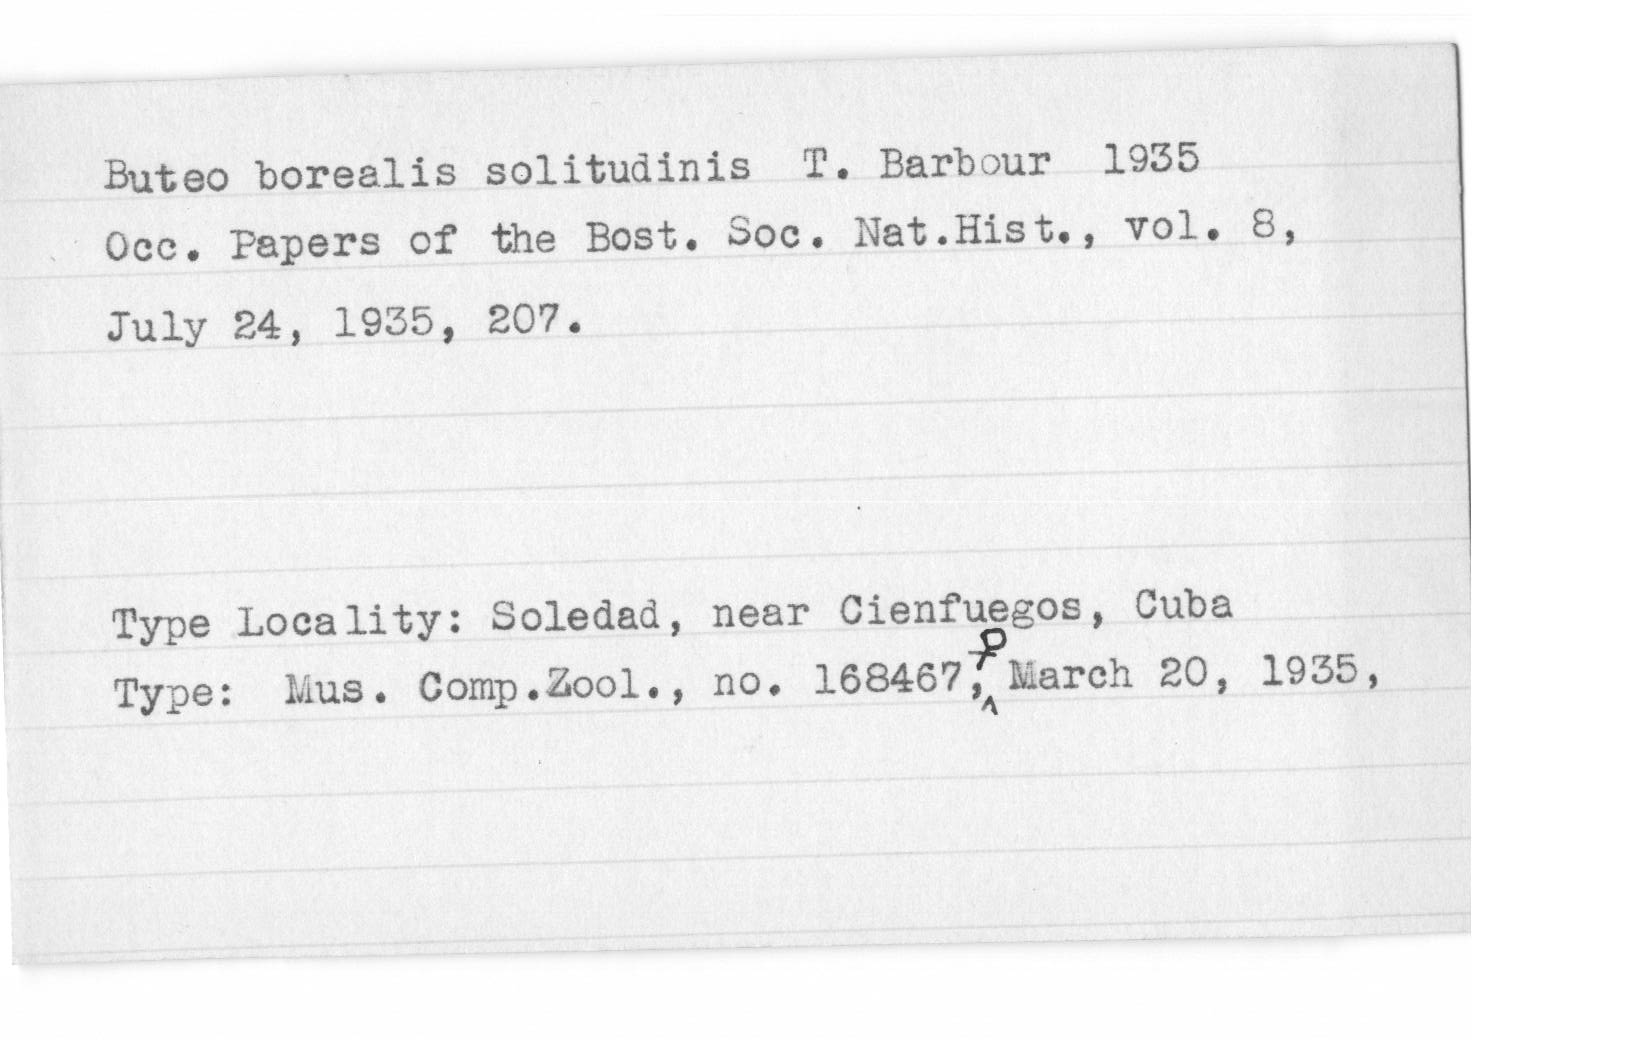 Buteo borealis solitudinis T. Barbour 1935
Occ. Papers of the Bost. Soc. Nat.Hist., vol. 8,
July 24, 1935, 207.
Type Locality: Soledad, near Cienfuegos, Cuba
Type: Mus. Comp.Zool., no. 168467, ♀ March 20, 1935,